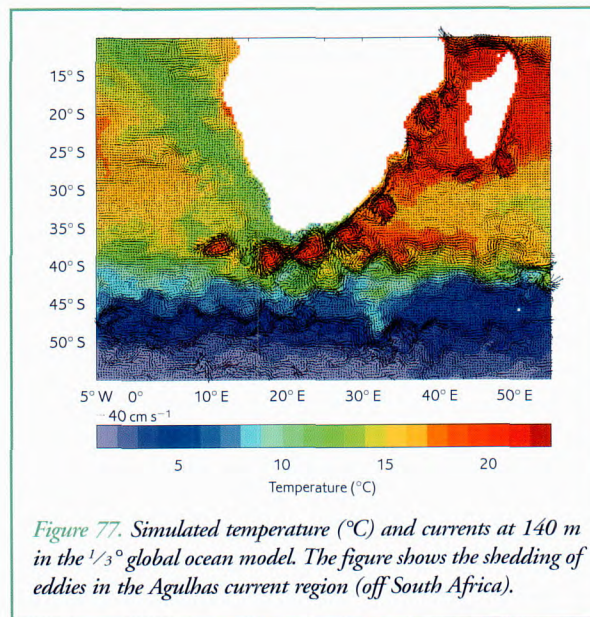 15° S
20° S
25° S
30° S
35° S
40° S
45° S
50° S
5° W 0° 10° E 20° E 30° E 40° E 50° E
40 cm s⁻¹
5 10 15 20
Temperature (°C)
Figure 77. Simulated temperature (°C) and currents at 140 m
in the ¹/₃° global ocean model. The figure shows the shedding of
eddies in the Agulhas current region (off South Africa).